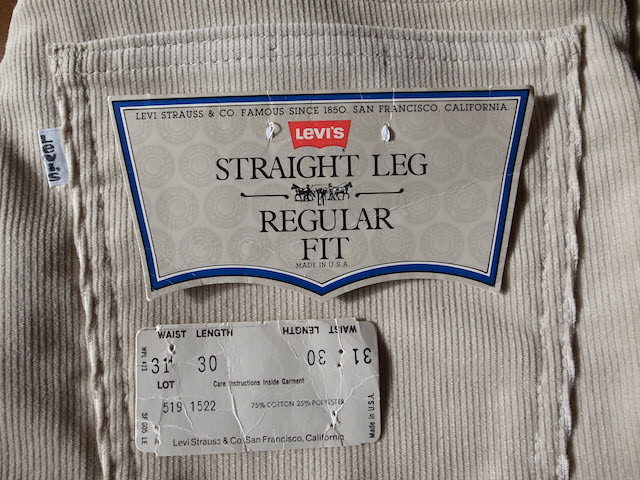 LEVI STRAUSS & CO. FAMOUS SINCE 1850. SAN FRANCISCO, CALIFORNIA.
LEVI'S
STRAIGHT LEG
REGULAR
FIT
MADE IN U.S.A.
LEVI'S
WAIST LENGTH
LENGTH WAIST
31 30
30 31
LOT
Care Instructions Inside Garment
519 1522
75% COTTON 25% POLYESTER
Levi Strauss & Co. San Francisco, California
Made in U.S.A.
WPL 423